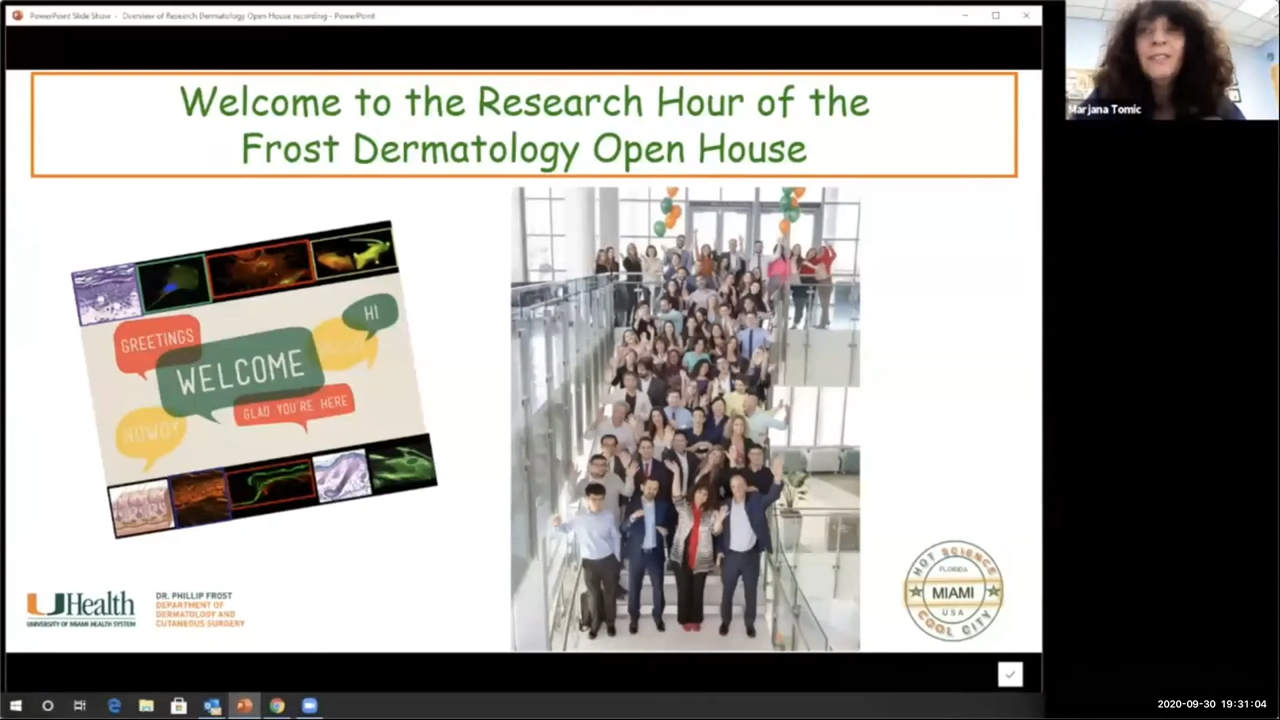 PowerPoint Slide Show - Overview of Research Dermatology Open House recording - PowerPoint
Marjana Tomic
Welcome to the Research Hour of the
Frost Dermatology Open House
HI
GREETINGS
WELCOME
GLAD YOU'RE HERE
HOWDY
UHealth
UNIVERSITY OF MIAMI HEALTH SYSTEM
DR. PHILLIP FROST
DEPARTMENT OF
DERMATOLOGY AND
CUTANEOUS SURGERY
HOT SCIENCE
FLORIDA
MIAMI
USA
COOL CITY
2020-09-30 19:31:04